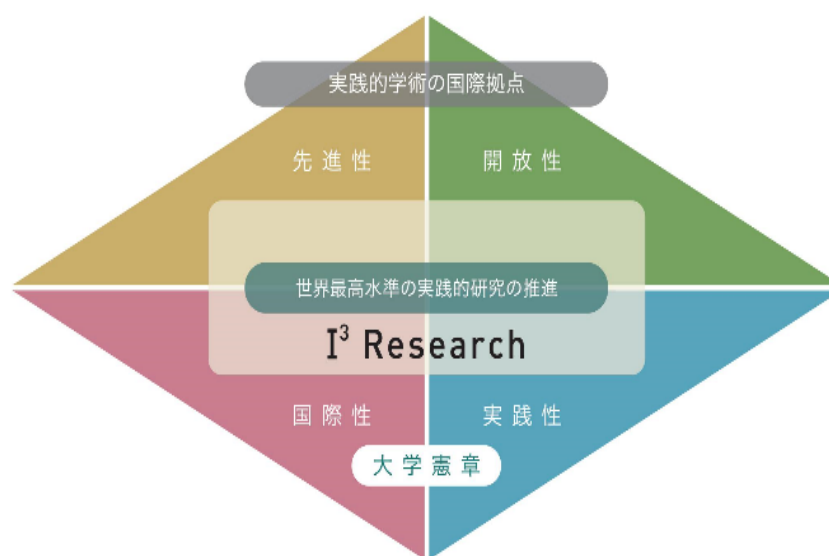 実践的学術の国際拠点
先進性 開放性
世界最高水準の実践的研究の推進
I³ Research
国際性 実践性
大学憲章